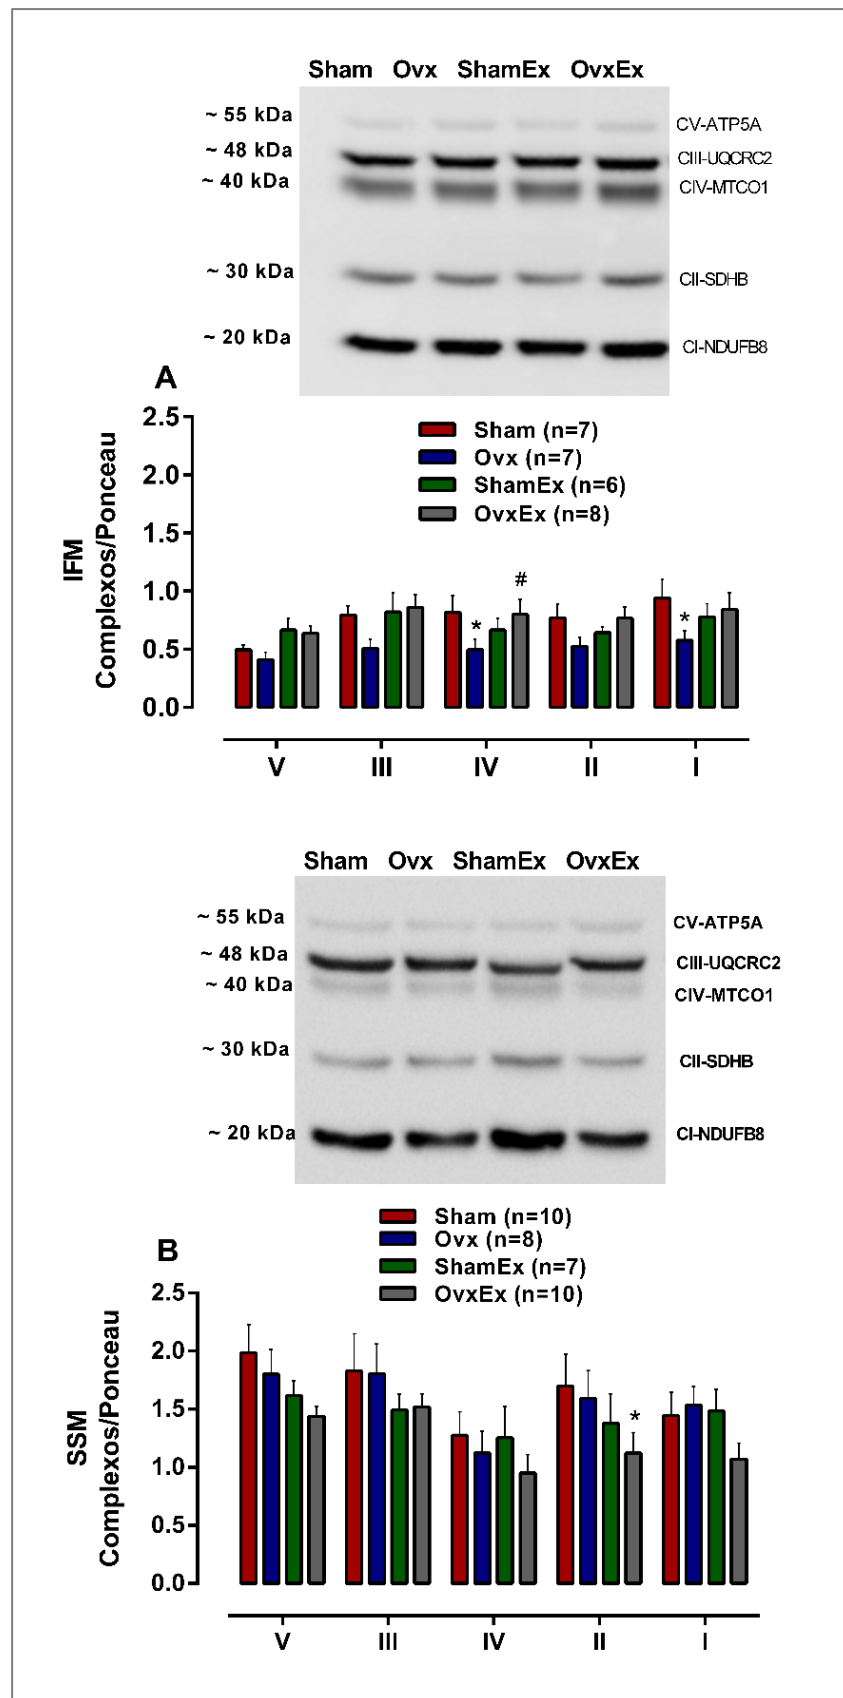 Sham Ovx ShamEx OvxEx
~ 55 kDa CV-ATP5A
~ 48 kDa CIII-UQCRC2
~ 40 kDa CIV-MTCO1
~ 30 kDa CII-SDHB
~ 20 kDa CI-NDUFB8
A
Sham (n=7)
Ovx (n=7)
ShamEx (n=6)
OvxEx (n=8)
IFM
Complexos/Ponceau
2.5
2.0
1.5
1.0
0.5
0.0
* # *
V III IV II I
Sham Ovx ShamEx OvxEx
~ 55 kDa CV-ATP5A
~ 48 kDa CIII-UQCRC2
~ 40 kDa CIV-MTCO1
~ 30 kDa CII-SDHB
~ 20 kDa CI-NDUFB8
B
Sham (n=10)
Ovx (n=8)
ShamEx (n=7)
OvxEx (n=10)
SSM
Complexos/Ponceau
2.5
2.0
1.5
1.0
0.5
0.0
*
V III IV II I